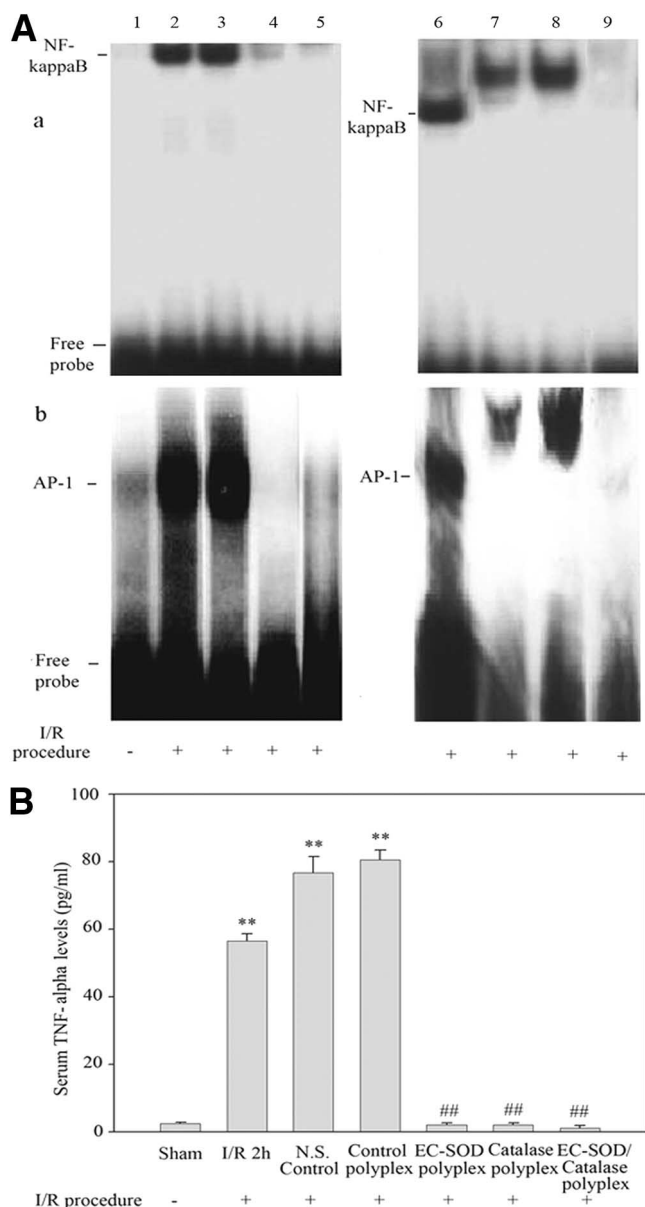 A
1 2 3 4 5 6 7 8 9
NF-
kappaB
NF-
kappaB
a
Free
probe
b
AP-1
AP-1
Free
probe
I/R
procedure
- + + + + + + + +
B
Serum TNF-alpha levels (pg/ml)
100
80
60
40
20
0
** ** ** ## ## ##
Sham I/R 2h N.S. Control EC-SOD Catalase EC-SOD/
Control polyplex polyplex polyplex Catalase
polyplex
I/R procedure - + + + + + +